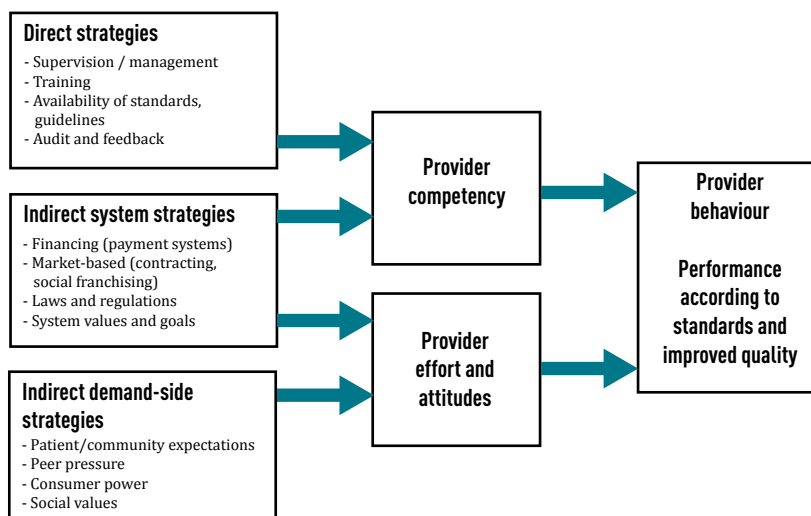 Direct strategies
- Supervision / management
- Training
- Availability of standards,
guidelines
- Audit and feedback
Indirect system strategies
- Financing (payment systems)
- Market-based (contracting,
social franchising)
- Laws and regulations
- System values and goals
Indirect demand-side
strategies
- Patient/community expectations
- Peer pressure
- Consumer power
- Social values
Provider
competency
Provider
effort and
attitudes
Provider
behaviour
Performance
according to
standards and
improved quality